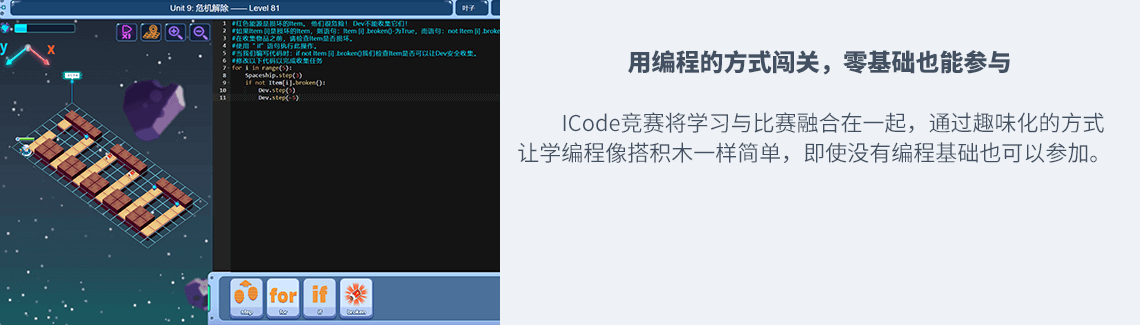 Unit 9: 危机解除 —— Level 81
叶子
y
x
1 #红色能源是损坏的Item, 他们很危险! Dev不能收集它们!
2 #如果Item [i]是损坏的Item, 则语句: Item [i] .broken()-为True, 而语句: not Item [i] .broke
3 #在收集物品之前, 请检查Item是否损坏。
4 #使用 "if" 语句执行此操作。
5 #当我们编写代码时: if not Item [i] .broken()我们检查Item是否可以让Dev安全收集。
6 #修改以下代码以完成收集任务
7 for i in range(5):
8 Spaceship.step(3)
9 if not Item[i].broken():
10 Dev.step(5)
11 Dev.step(-5)
for
if
step
for
if
broken
用编程的方式闯关，零基础也能参与
ICode竞赛将学习与比赛融合在一起，通过趣味化的方式
让学编程像搭积木一样简单，即使没有编程基础也可以参加。